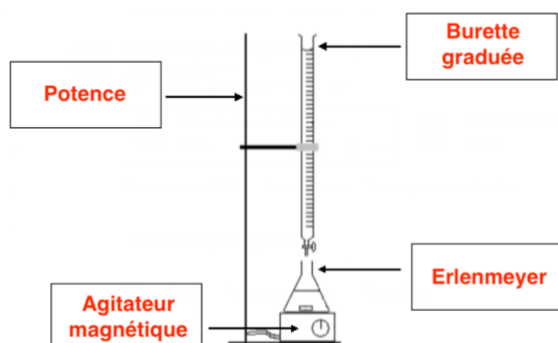 Burette
graduée
Potence
Erlenmeyer
Agitateur
magnétique